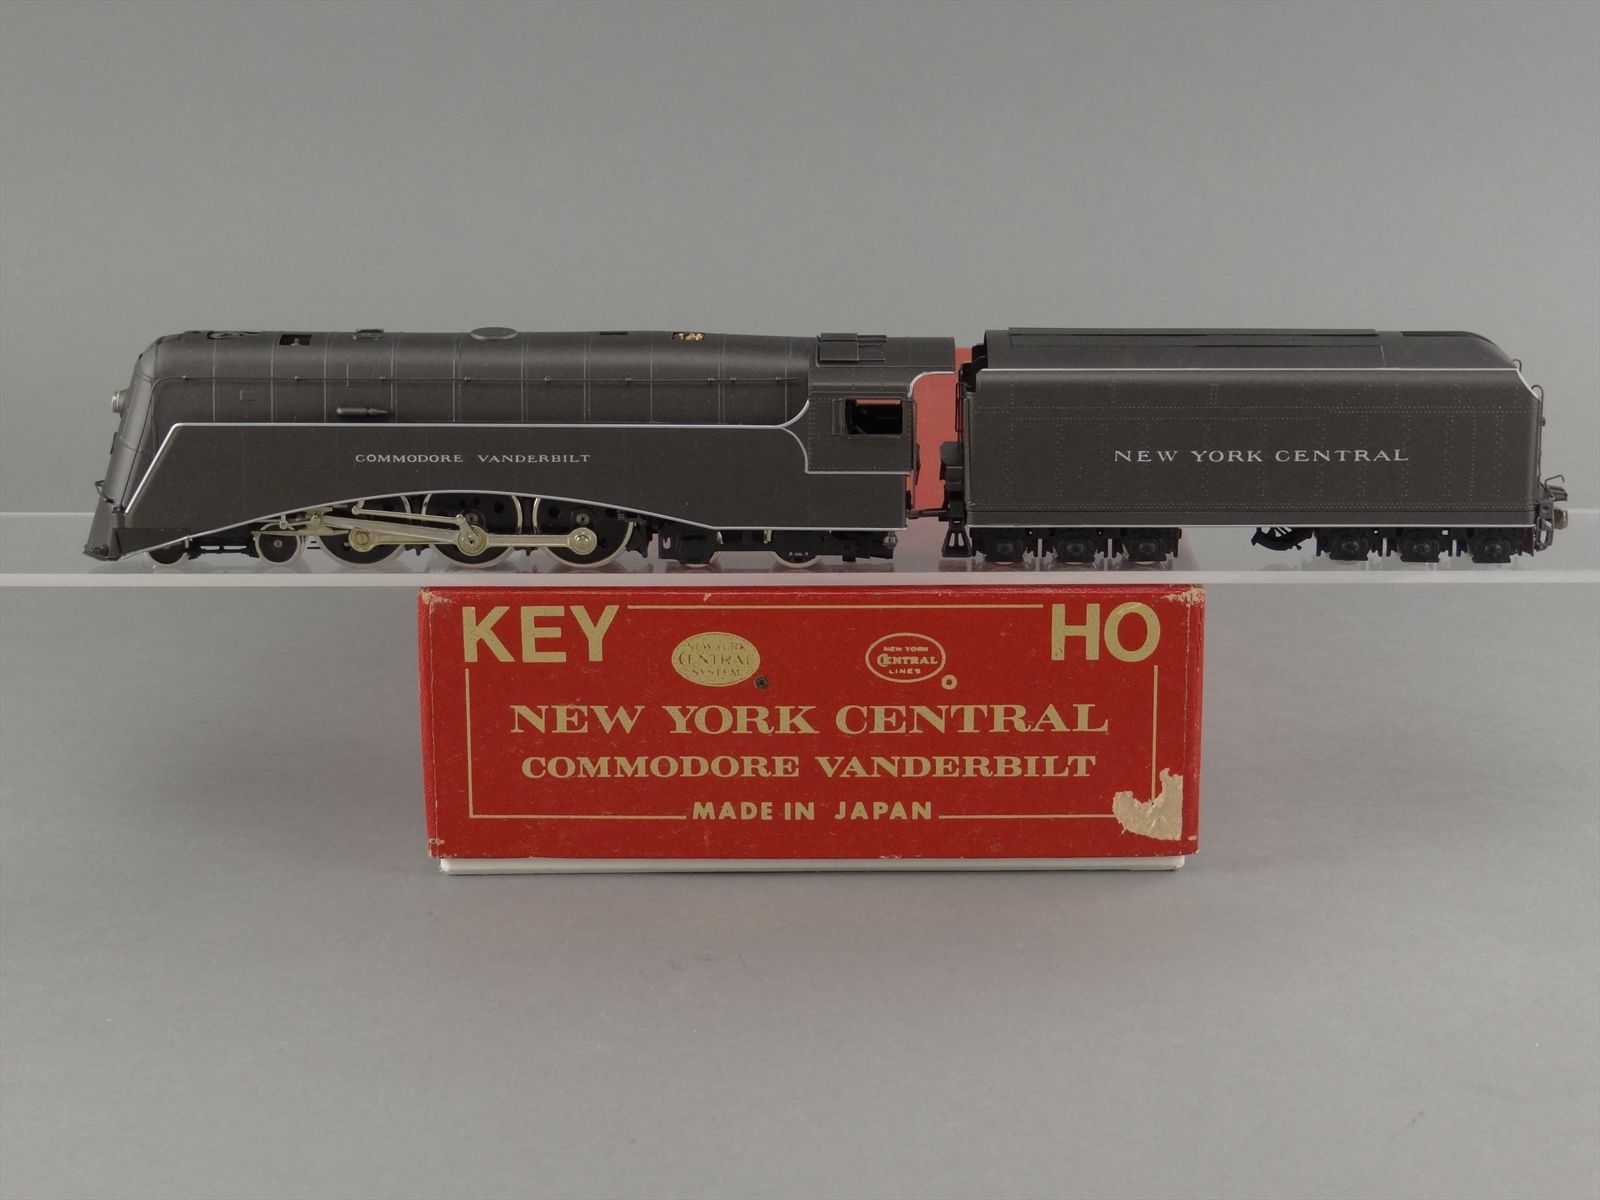 COMMODORE VANDERBILT
NEW YORK CENTRAL
KEY
HO
NEW YORK
CENTRAL
SYSTEM
NEW YORK
CENTRAL
LINES
NEW YORK CENTRAL
COMMODORE VANDERBILT
MADE IN JAPAN